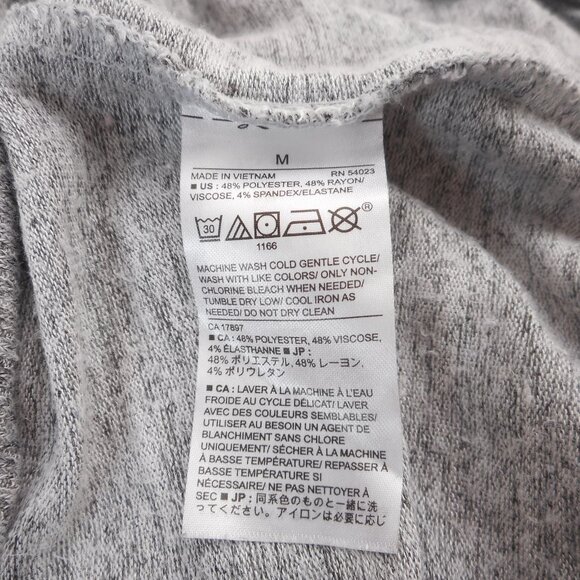 M
MADE IN VIETNAM RN 54023
■ US : 48% POLYESTER, 48% RAYON/
VISCOSE, 4% SPANDEX/ELASTANE
30
®
1166
MACHINE WASH COLD GENTLE CYCLE/
WASH WITH LIKE COLORS/ ONLY NON-
CHLORINE BLEACH WHEN NEEDED/
TUMBLE DRY LOW/ COOL IRON AS
NEEDED/ DO NOT DRY CLEAN
CA 17897
■ CA : 48% POLYESTER, 48% VISCOSE,
4% ÉLASTHANNE ■ JP :
48% ポリエステル, 48% レーヨン,
4% ポリウレタン
■ CA : LAVER À LA MACHINE À L'EAU
FROIDE AU CYCLE DÉLICAT/ LAVER
AVEC DES COULEURS SEMBLABLES/
UTILISER AU BESOIN UN AGENT DE
BLANCHIMENT SANS CHLORE
UNIQUEMENT/ SÉCHER À LA MACHINE
À BASSE TEMPÉRATURE/ REPASSER À
BASSE TEMPÉRATURE SI
NÉCESSAIRE/ NE PAS NETTOYER À
SEC ■ JP : 同系色のものと一緒に洗
ってください。アイロンは必要に応じ